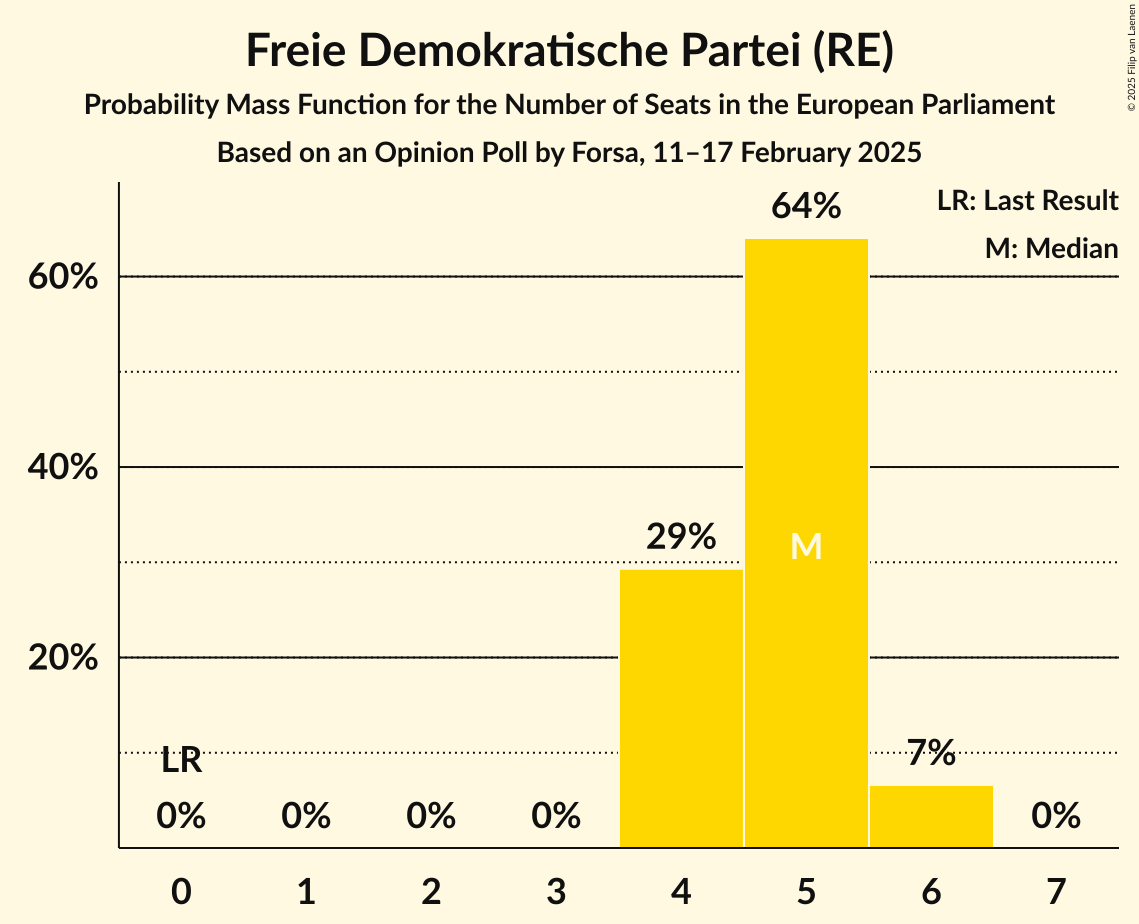 Freie Demokratische Partei (RE)
Probability Mass Function for the Number of Seats in the European Parliament
Based on an Opinion Poll by Forsa, 11–17 February 2025
© 2025 Filip van Laenen
LR: Last Result
M: Median
60%
40%
20%
64%
29%
M
7%
LR
0% 0% 0% 0% 0%
0 1 2 3 4 5 6 7